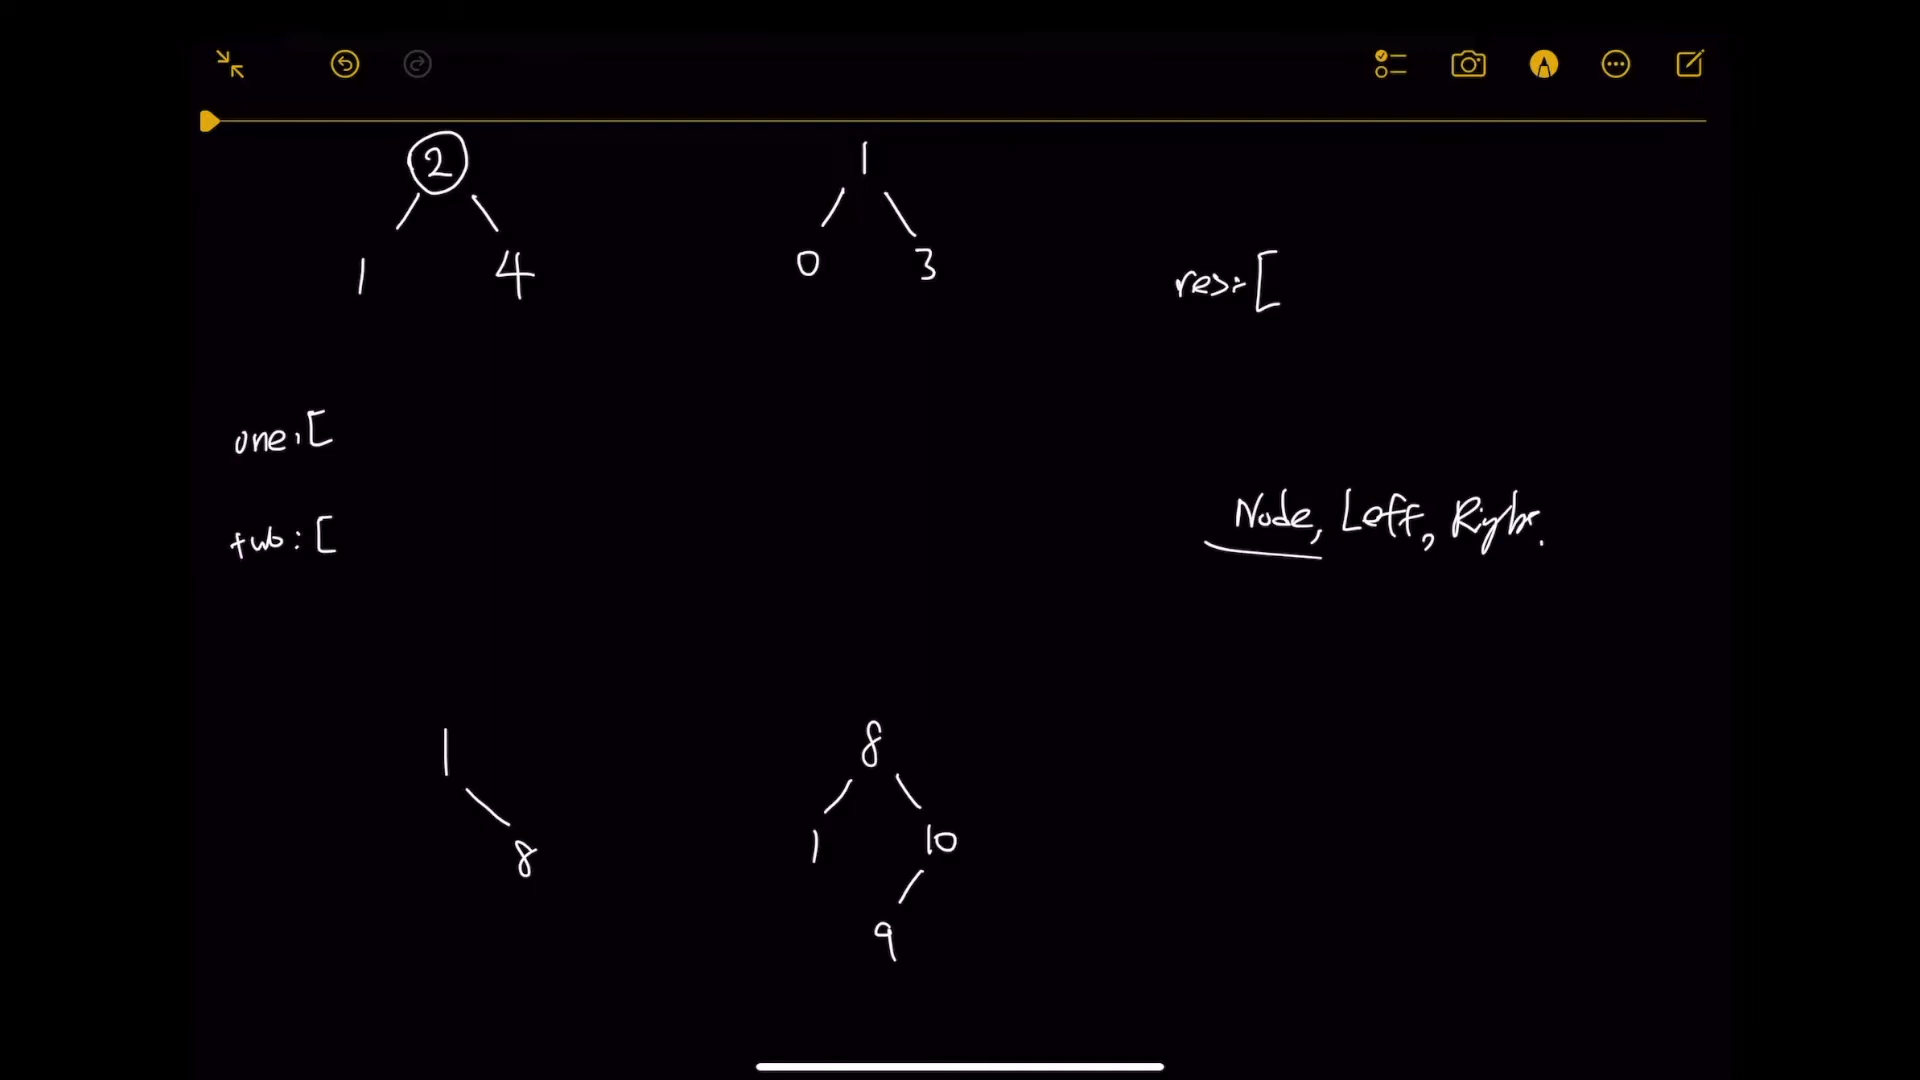 2 1
1 4 0 3
res: [
one: [
two: [
Node, Left, Right.
1 8
8 1 10
9